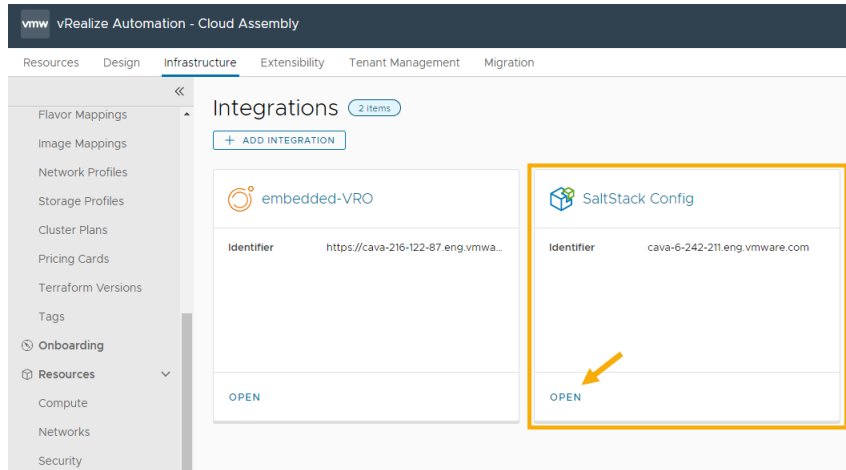 vmw vRealize Automation - Cloud Assembly
Resources Design Infrastructure Extensibility Tenant Management Migration
Flavor Mappings
Image Mappings
Network Profiles
Storage Profiles
Cluster Plans
Pricing Cards
Terraform Versions
Tags
Onboarding
Resources
Compute
Networks
Security
Integrations 2 items
+ ADD INTEGRATION
embedded-VRO
Identifier https://cava-216-122-87.eng.vmwa...
OPEN
SaltStack Config
Identifier cava-6-242-211.eng.vmware.com
OPEN